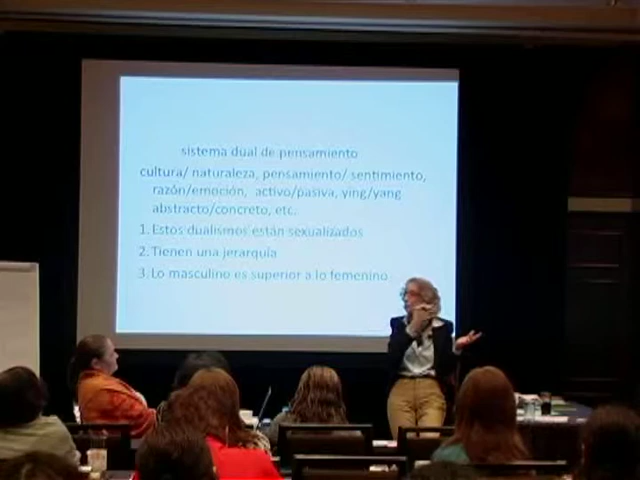 sistema dual de pensamiento
cultura/ naturaleza, pensamiento/ sentimiento,
razón/emoción, activo/pasiva, ying/yang
abstracto/concreto, etc.
1. Estos dualismos están sexualizados
2. Tienen una jerarquía
3. Lo masculino es superior a lo femenino